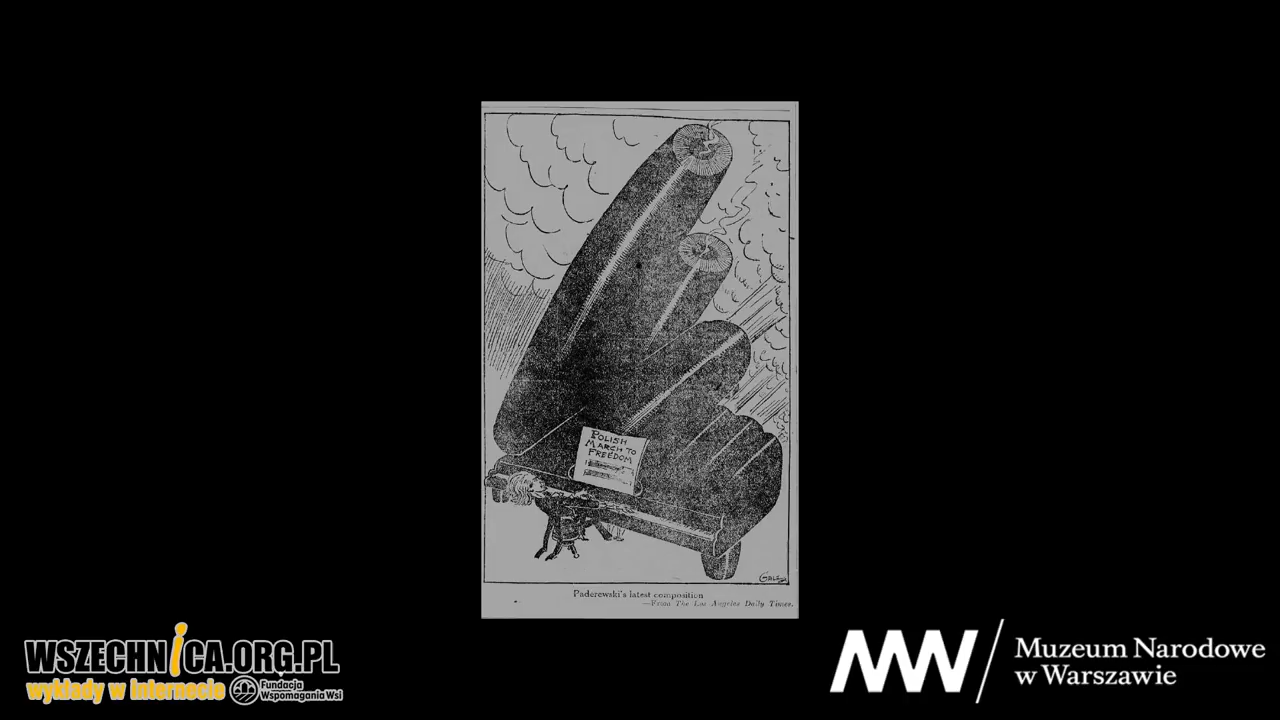 POLISH
MARCH TO
FREEDOM
GALE
Paderewski's latest composition
—From The Los Angeles Daily Times.
WSZECHNICA.ORG.PL
wykłady w internecie
Fundacja
Wspomagania Wsi
Muzeum Narodowe
w Warszawie